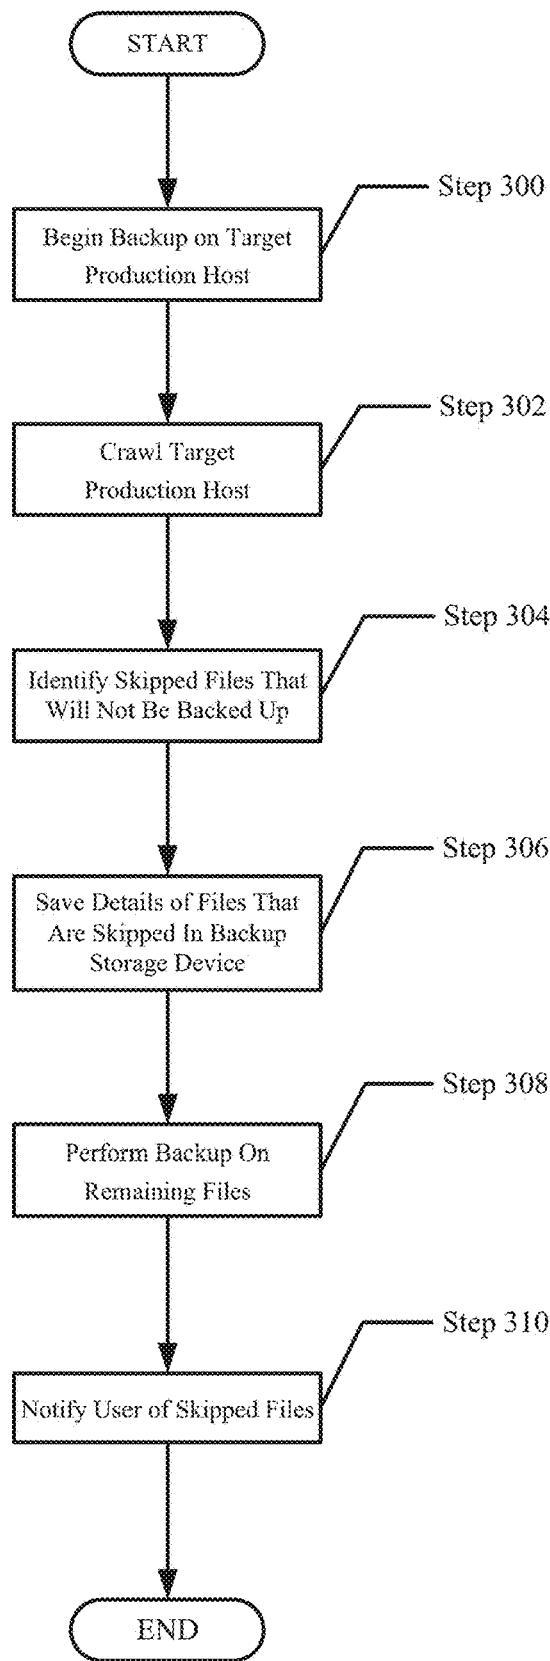 START
Step 300
Begin Backup on Target
Production Host
Step 302
Crawl Target
Production Host
Step 304
Identify Skipped Files That
Will Not Be Backed Up
Step 306
Save Details of Files That
Are Skipped In Backup
Storage Device
Step 308
Perform Backup On
Remaining Files
Step 310
Notify User of Skipped Files
END